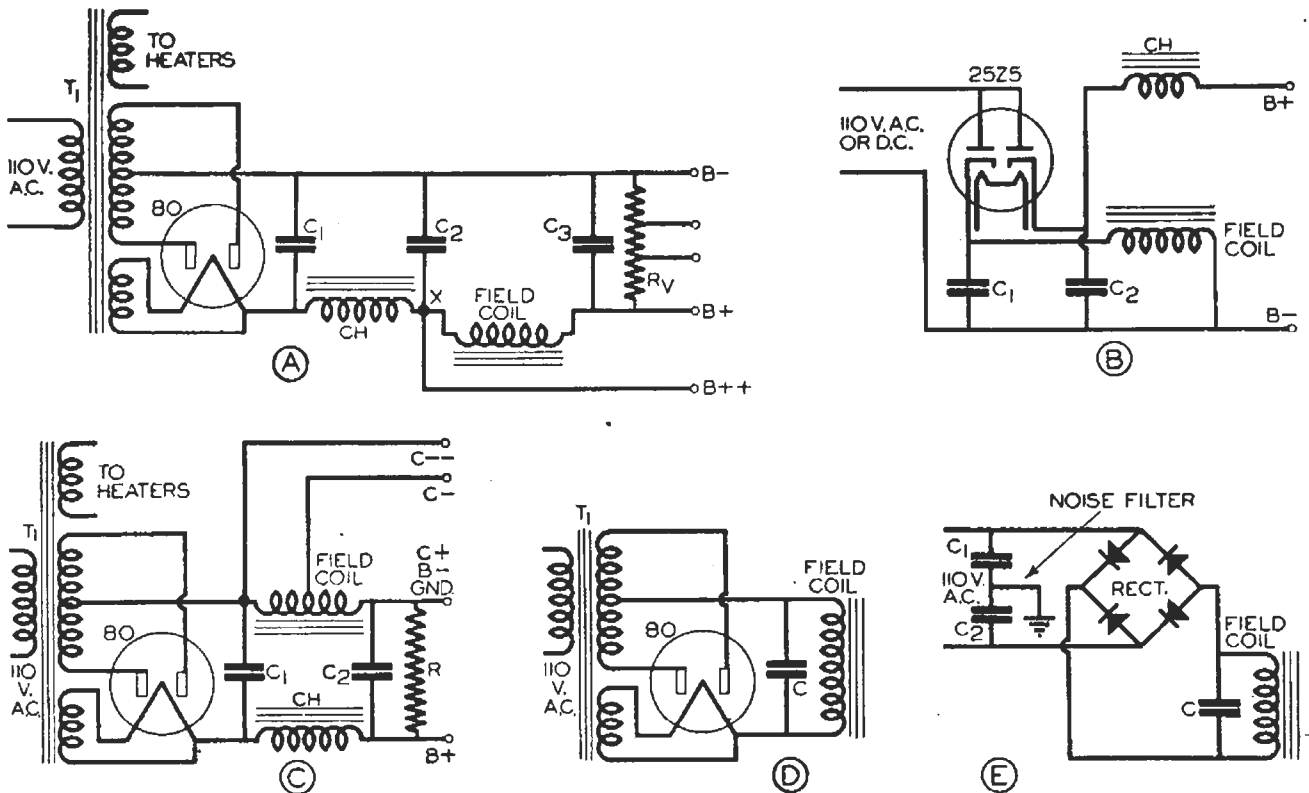 TO
HEATERS
T1
110 V.
A.C.
80
C1
C2
C3
RV
X
CH
FIELD
COIL
B-
B+
B++
A
25Z5
CH
B+
110 V. A.C.
OR D.C.
FIELD
COIL
C1
C2
B-
B
TO
HEATERS
T1
110
V.
A.C.
80
C--
C-
FIELD
COIL
C+
B-
GND.
C1
C2
R
CH
B+
C
T1
110
V.
A.C.
80
C
FIELD
COIL
D
NOISE FILTER
C1
110 V.
A.C.
C2
RECT.
FIELD
COIL
C
E